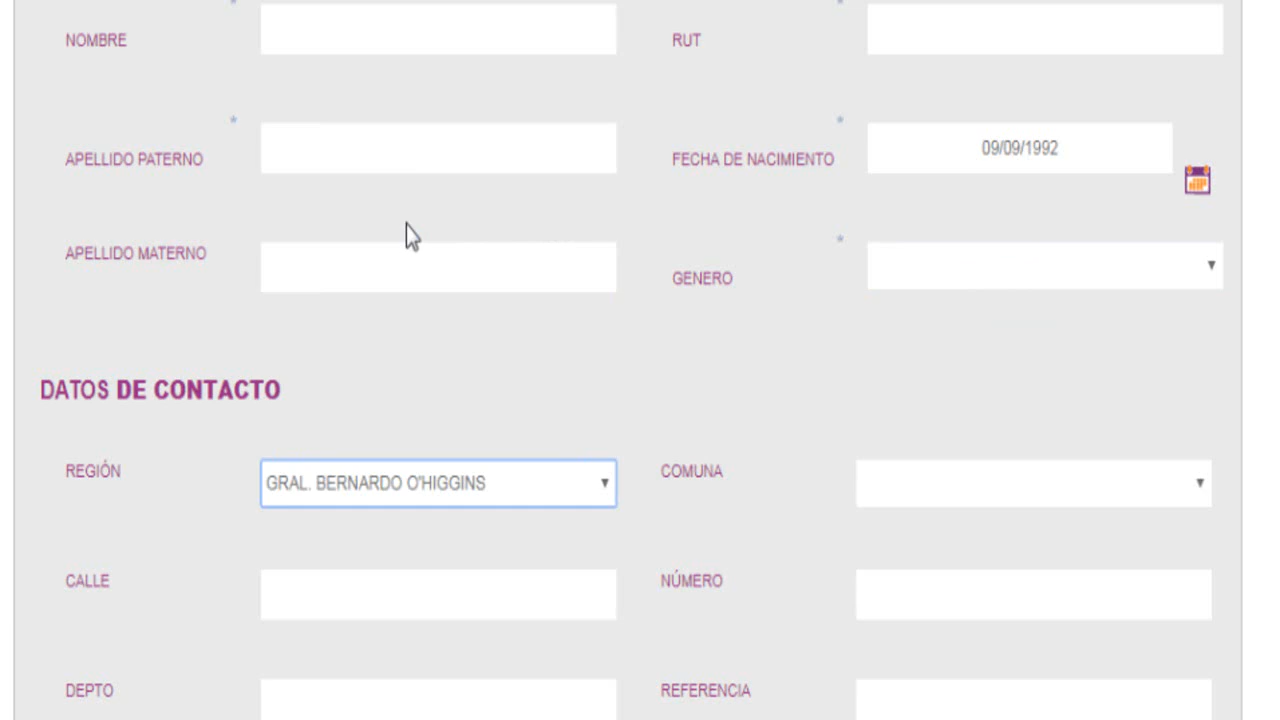 *
*
NOMBRE
RUT
*
*
APELLIDO PATERNO
FECHA DE NACIMIENTO
09/09/1992
APELLIDO MATERNO
*
GENERO
DATOS DE CONTACTO
REGIÓN
GRAL. BERNARDO O'HIGGINS
COMUNA
CALLE
NÚMERO
DEPTO
REFERENCIA